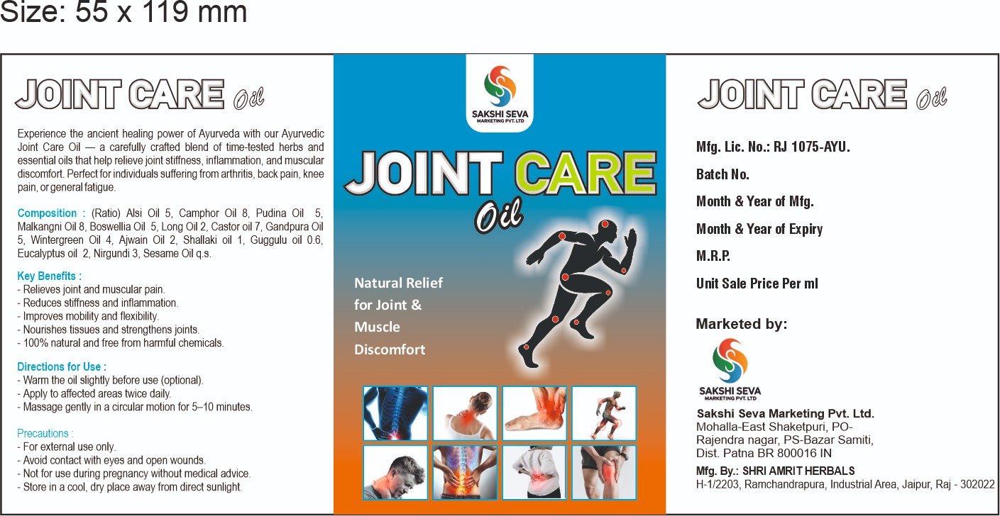 Size: 55 x 119 mm
JOINT CARE Oil
Experience the ancient healing power of Ayurveda with our Ayurvedic
Joint Care Oil — a carefully crafted blend of time-tested herbs and
essential oils that help relieve joint stiffness, inflammation, and muscular
discomfort. Perfect for individuals suffering from arthritis, back pain, knee
pain, or general fatigue.
Composition : (Ratio) Alsi Oil 5, Camphor Oil 8, Pudina Oil 5,
Malkangni Oil 8, Boswellia Oil 5, Long Oil 2, Castor oil 7, Gandpura Oil
5, Wintergreen Oil 4, Ajwain Oil 2, Shallaki oil 1, Guggulu oil 0.6,
Eucalyptus oil 2, Nirgundi 3, Sesame Oil q.s.
Key Benefits :
- Relieves joint and muscular pain.
- Reduces stiffness and inflammation.
- Improves mobility and flexibility.
- Nourishes tissues and strengthens joints.
- 100% natural and free from harmful chemicals.
Directions for Use :
- Warm the oil slightly before use (optional).
- Apply to affected areas twice daily.
- Massage gently in a circular motion for 5–10 minutes.
Precautions :
- For external use only.
- Avoid contact with eyes and open wounds.
- Not for use during pregnancy without medical advice.
- Store in a cool, dry place away from direct sunlight.
SAKSHI SEVA
MARKETING PVT. LTD
JOINT CARE
Oil
Natural Relief
for Joint &
Muscle
Discomfort
JOINT CARE Oil
Mfg. Lic. No.: RJ 1075-AYU.
Batch No.
Month & Year of Mfg.
Month & Year of Expiry
M.R.P.
Unit Sale Price Per ml
Marketed by:
SAKSHI SEVA
MARKETING PVT. LTD
Sakshi Seva Marketing Pvt. Ltd.
Mohalla-East Shaketpuri, PO-
Rajendra nagar, PS-Bazar Samiti,
Dist. Patna BR 800016 IN
Mfg. By.: SHRI AMRIT HERBALS
H-1/2203, Ramchandrapura, Industrial Area, Jaipur, Raj - 302022